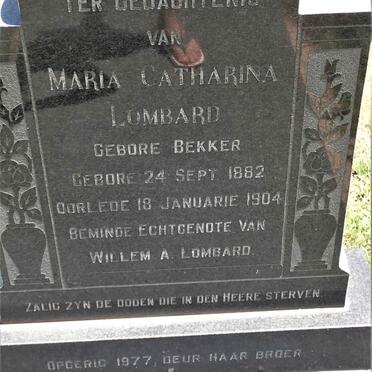 TER GEDAGTENIS
VAN
MARIA CATHARINA
LOMBARD
GEBORE BEKKER
GEBORE 24 SEPT 1882
OORLEDE 18 JANUARIE 1904
BEMINDE ECHTGENOTE VAN
WILLEM A. LOMBARD.
ZALIG ZYN DE DODEN DIE IN DEN HEERE STERVEN
OPGERIG 1977, DEUR HAAR BROER